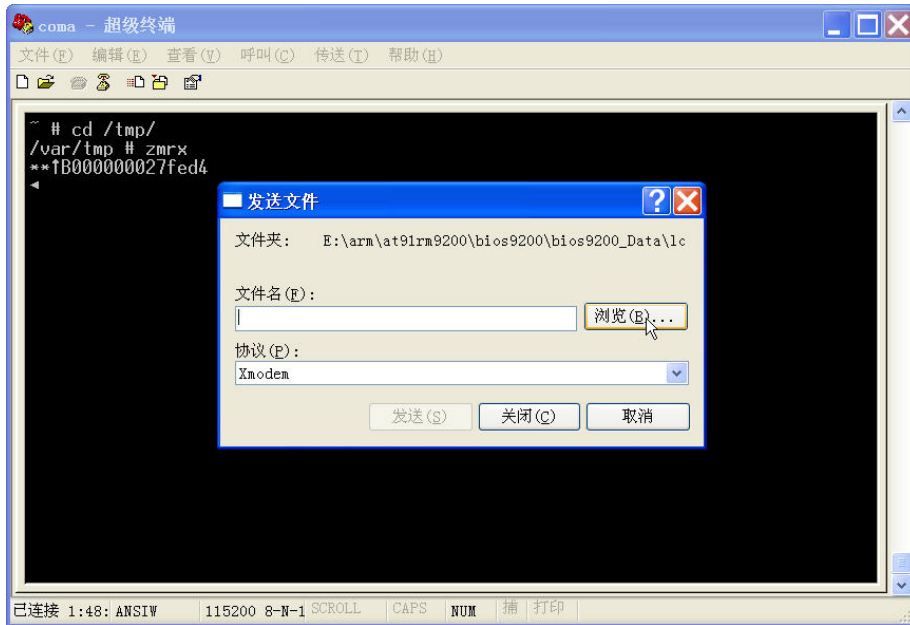 coma - 超级终端
文件(F) 编辑(E) 查看(V) 呼叫(C) 传送(T) 帮助(H)
~ # cd /tmp/
/var/tmp # zmrx
**↑B000000027fed4
◄
发送文件
文件夹: E:\arm\at91rm9200\bios9200\bios9200_Data\lc
文件名(F):
浏览(B)...
协议(P):
Xmodem
发送(S) 关闭(C) 取消
已连接 1:48: ANSIW 115200 8-N-1 SCROLL CAPS NUM 捕 打印